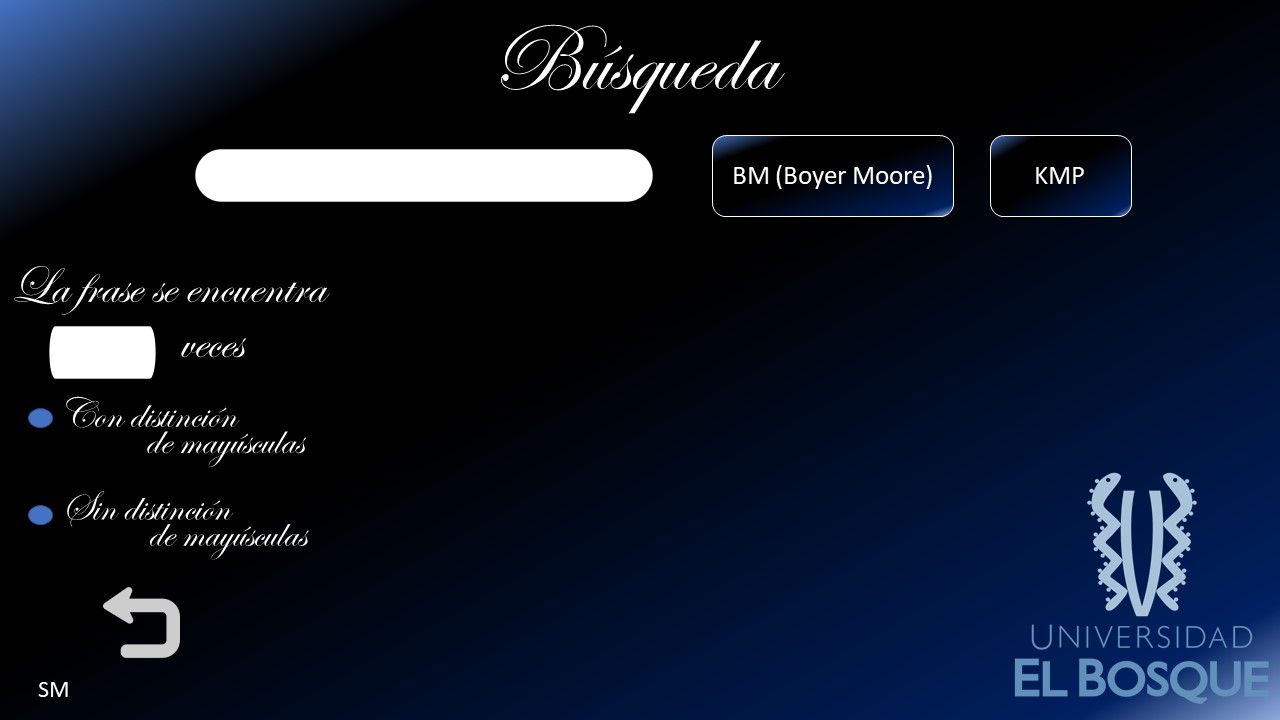 Búsqueda
BM (Boyer Moore)
KMP
La frase se encuentra
veces
Con distinción
de mayúsculas
Sin distinción
de mayúsculas
SM
UNIVERSIDAD
EL BOSQUE